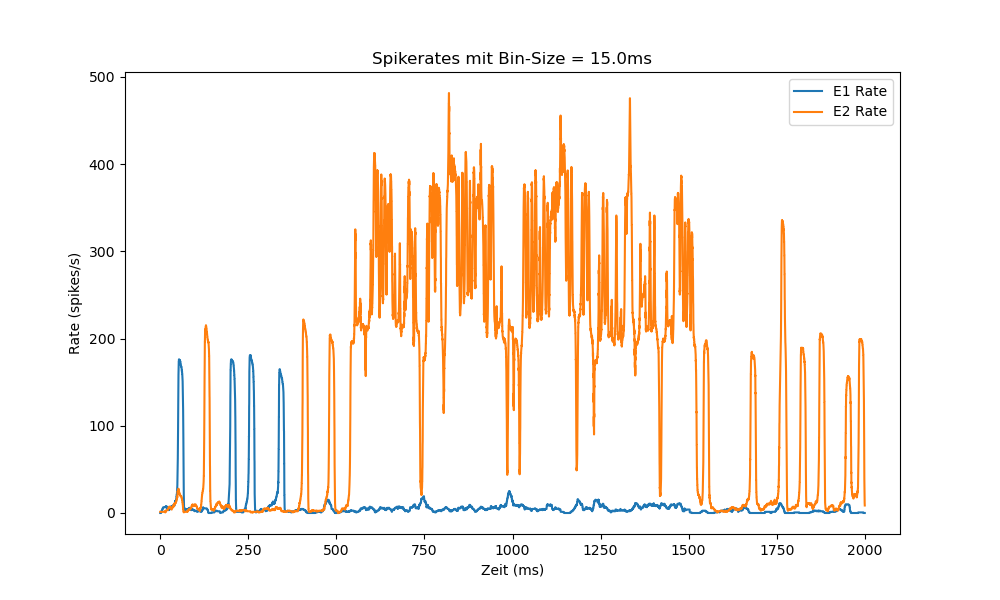 Spikerates mit Bin-Size = 15.0ms
E1 Rate
E2 Rate
500
400
300
200
100
0
Rate (spikes/s)
0 250 500 750 1000 1250 1500 1750 2000
Zeit (ms)